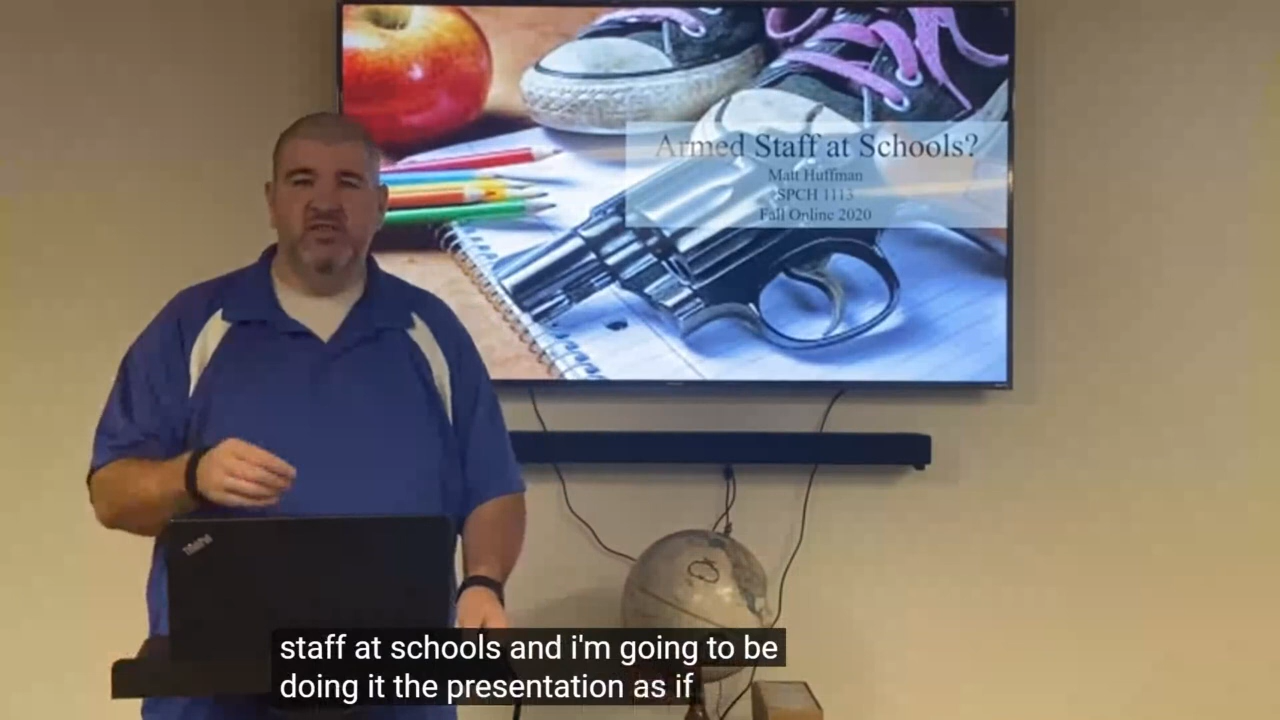 Armed Staff at Schools?
Matt Huffman
SPCH 1113
Fall Online 2020
ThinkPad
staff at schools and i'm going to be
doing it the presentation as if